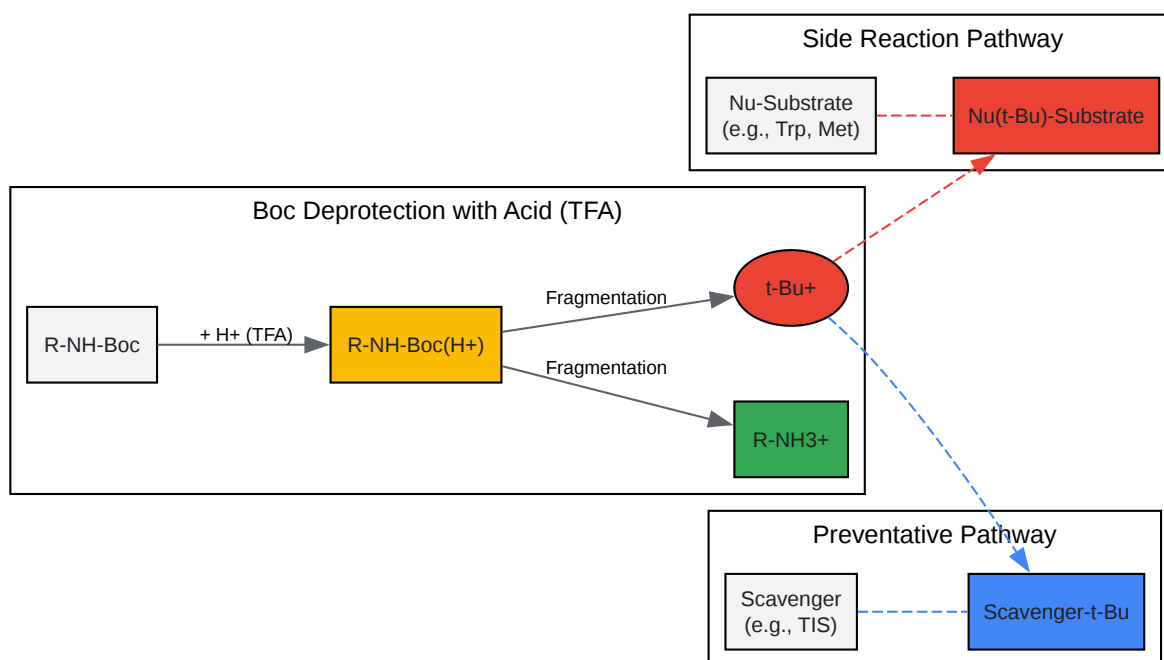 Side Reaction Pathway
Nu-Substrate
(e.g., Trp, Met)
Nu(t-Bu)-Substrate
Boc Deprotection with Acid (TFA)
R-NH-Boc
+ H+ (TFA)
R-NH-Boc(H+)
Fragmentation
t-Bu+
Fragmentation
R-NH3+
Preventative Pathway
Scavenger
(e.g., TIS)
Scavenger-t-Bu